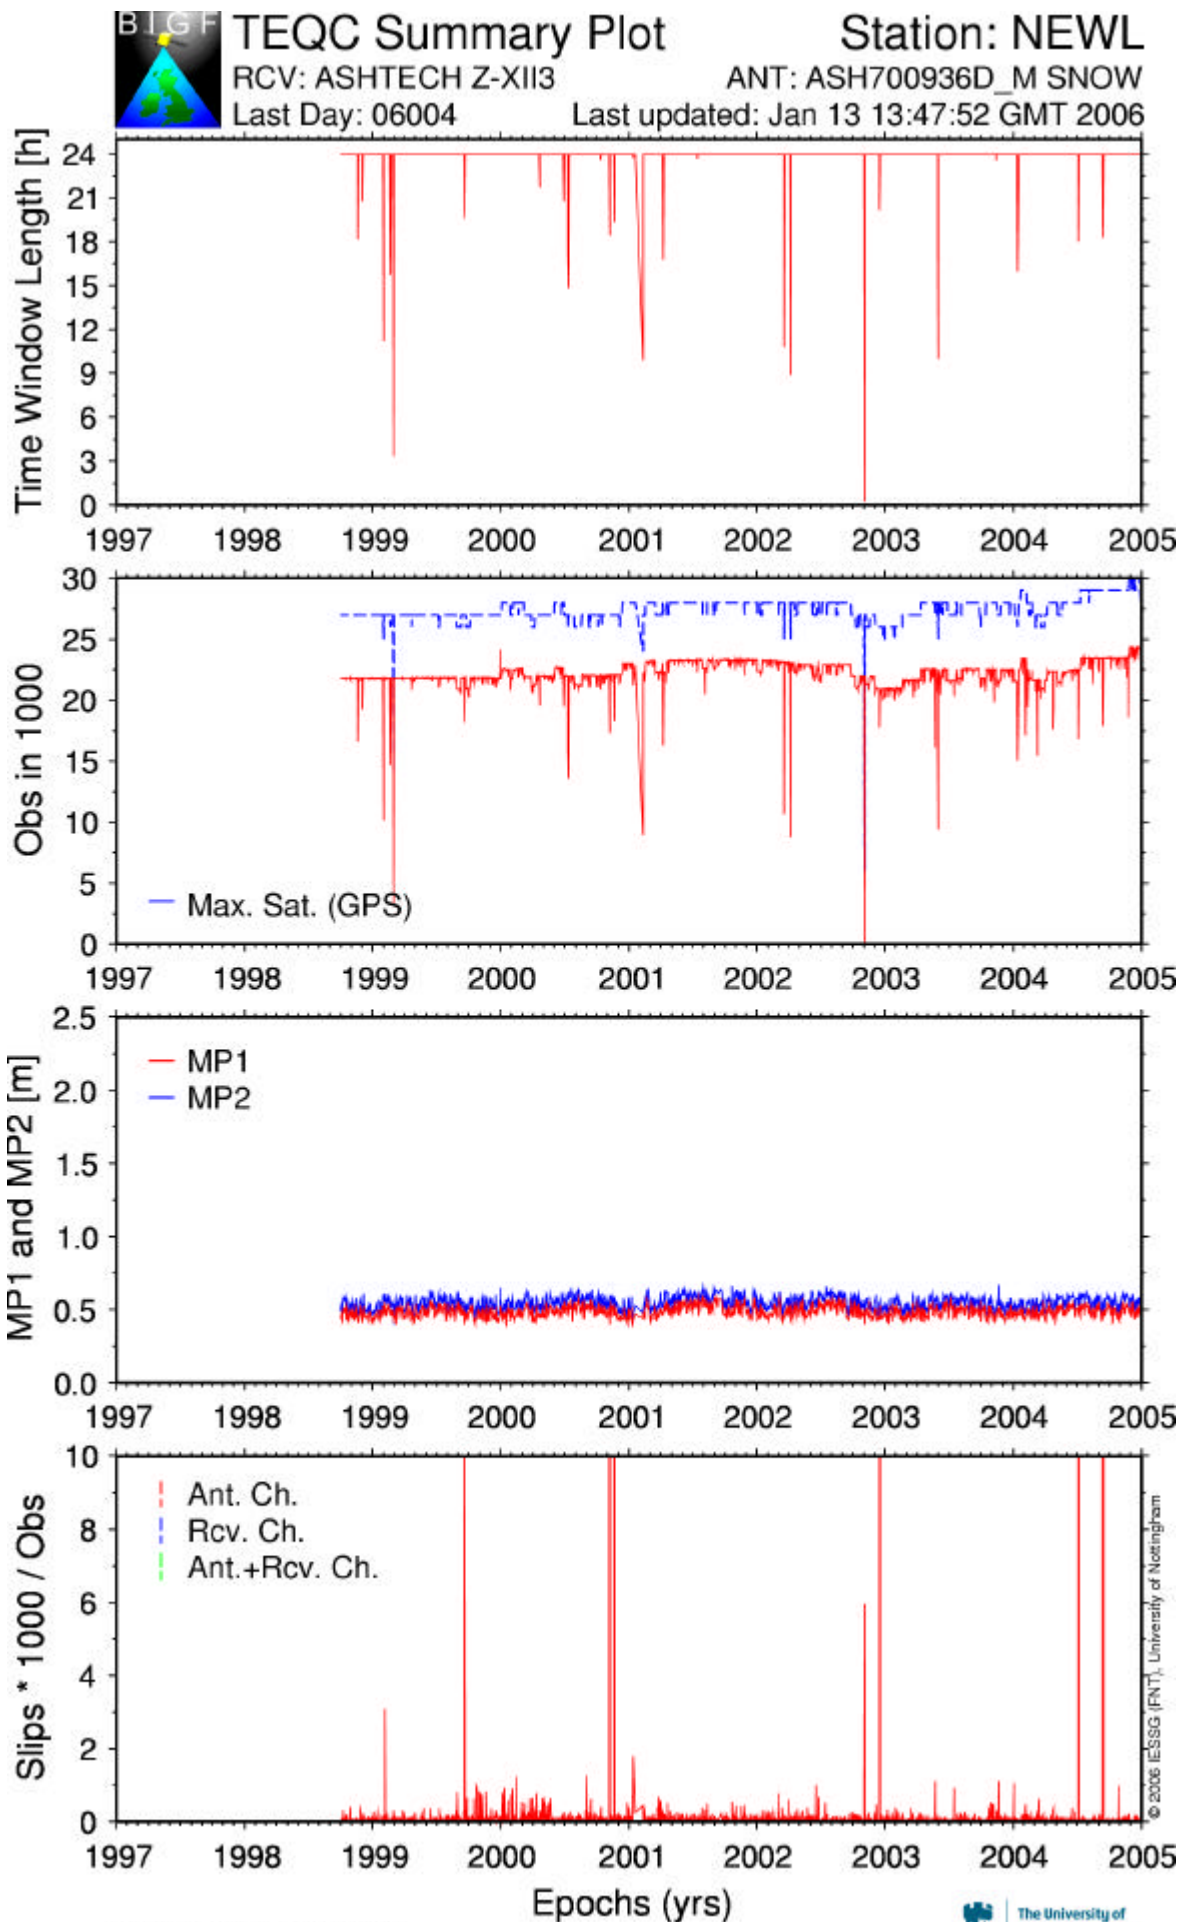 BIGF
TEQC Summary Plot
Station: NEWL
RCV: ASHTECH Z-XII3
ANT: ASH700936D_M SNOW
Last Day: 06004
Last updated: Jan 13 13:47:52 GMT 2006
Time Window Length [h]
24
21
18
15
12
9
6
3
0
1997 1998 1999 2000 2001 2002 2003 2004 2005
Obs in 1000
30
25
20
15
10
5
0
Max. Sat. (GPS)
1997 1998 1999 2000 2001 2002 2003 2004 2005
MP1 and MP2 [m]
2.5
2.0
1.5
1.0
0.5
0.0
MP1
MP2
1997 1998 1999 2000 2001 2002 2003 2004 2005
Slips * 1000 / Obs
10
8
6
4
2
0
Ant. Ch.
Rcv. Ch.
Ant.+Rcv. Ch.
© 2006 IESSG (FNT), University of Nottingham
1997 1998 1999 2000 2001 2002 2003 2004 2005
Epochs (yrs)
The University of